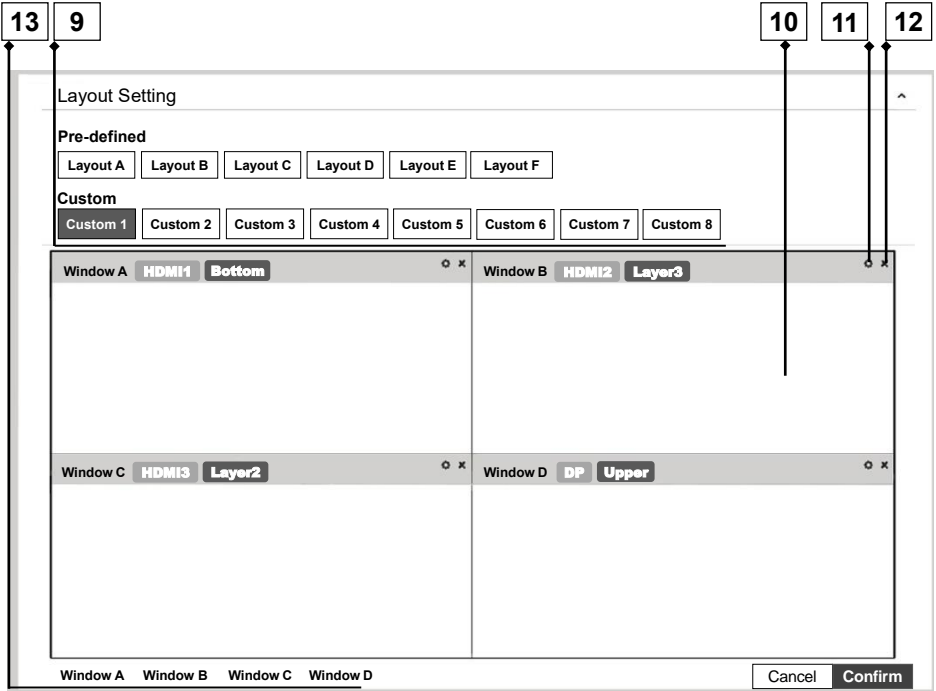 13 9 10 11 12
Layout Setting
Pre-defined
Layout A Layout B Layout C Layout D Layout E Layout F
Custom
Custom 1 Custom 2 Custom 3 Custom 4 Custom 5 Custom 6 Custom 7 Custom 8
Window A HDMI1 Bottom Window B HDMI2 Layer3
Window C HDMI3 Layer2 Window D DP Upper
Window A Window B Window C Window D Cancel Confirm